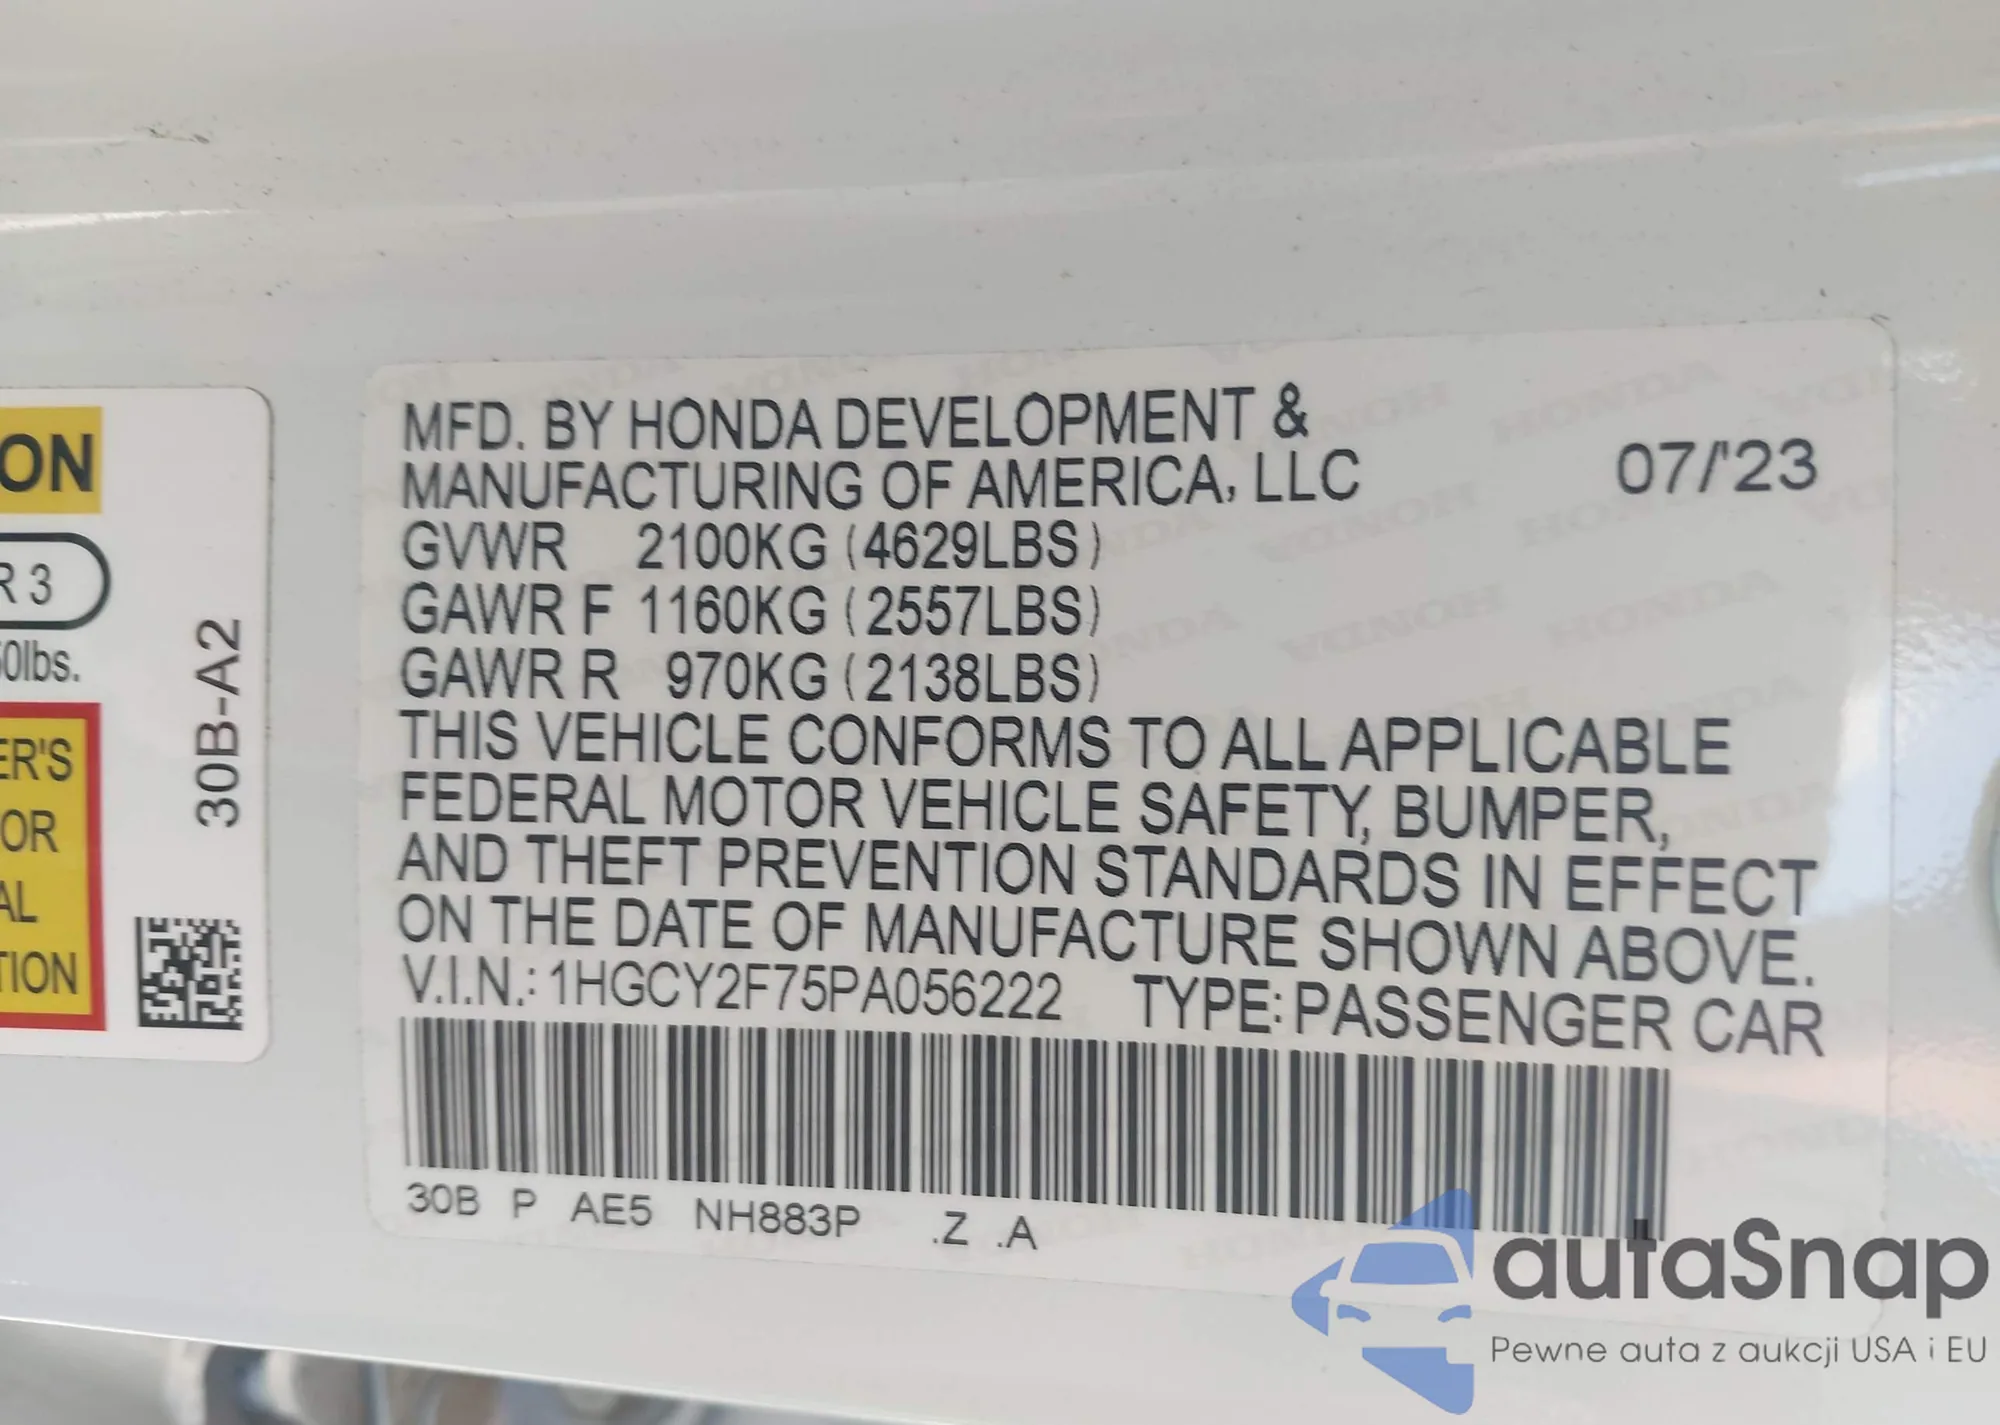 ON
R 3
50lbs.
ER'S
OR
AL
TION
30B-A2
MFD. BY HONDA DEVELOPMENT &
MANUFACTURING OF AMERICA, LLC
07/'23
GVWR 2100KG (4629LBS)
GAWR F 1160KG (2557LBS)
GAWR R 970KG (2138LBS)
THIS VEHICLE CONFORMS TO ALL APPLICABLE
FEDERAL MOTOR VEHICLE SAFETY, BUMPER,
AND THEFT PREVENTION STANDARDS IN EFFECT
ON THE DATE OF MANUFACTURE SHOWN ABOVE.
V.I.N.: 1HGCY2F75PA056222 TYPE: PASSENGER CAR
30B P AE5 NH883P .Z .A
autaSnap
Pewne auta z aukcji USA i EU